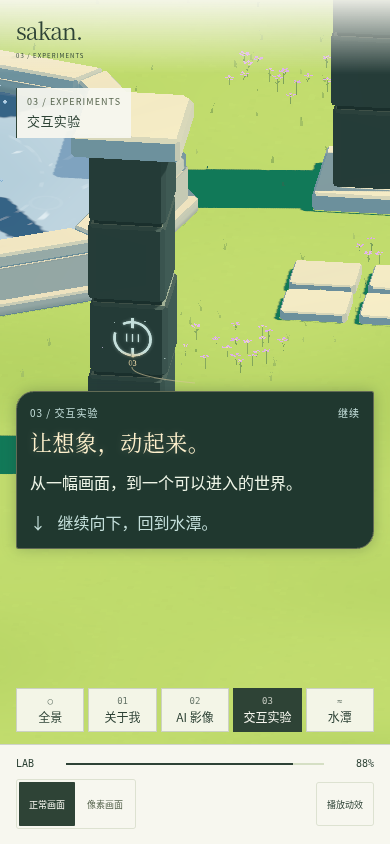 sakan.
03 / EXPERIMENTS
03 / EXPERIMENTS
交互实验
03
03 / 交互实验 继续
让想象，动起来。
从一幅画面，到一个可以进入的世界。
↓ 继续向下，回到水潭。
○ 01 02 03 ≈
全景 关于我 AI 影像 交互实验 水潭
LAB 88%
正常画面 像素画面 播放动效